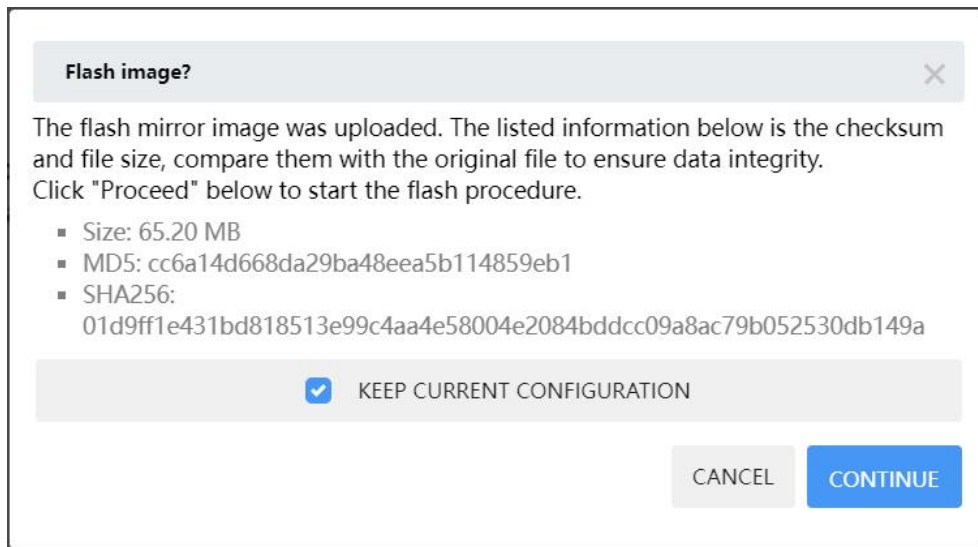 Flash image?
The flash mirror image was uploaded. The listed information below is the checksum
and file size, compare them with the original file to ensure data integrity.
Click "Proceed" below to start the flash procedure.
Size: 65.20 MB
MD5: cc6a14d668da29ba48eea5b114859eb1
SHA256:
01d9ff1e431bd818513e99c4aa4e58004e2084bddcc09a8ac79b052530db149a
KEEP CURRENT CONFIGURATION
CANCEL
CONTINUE